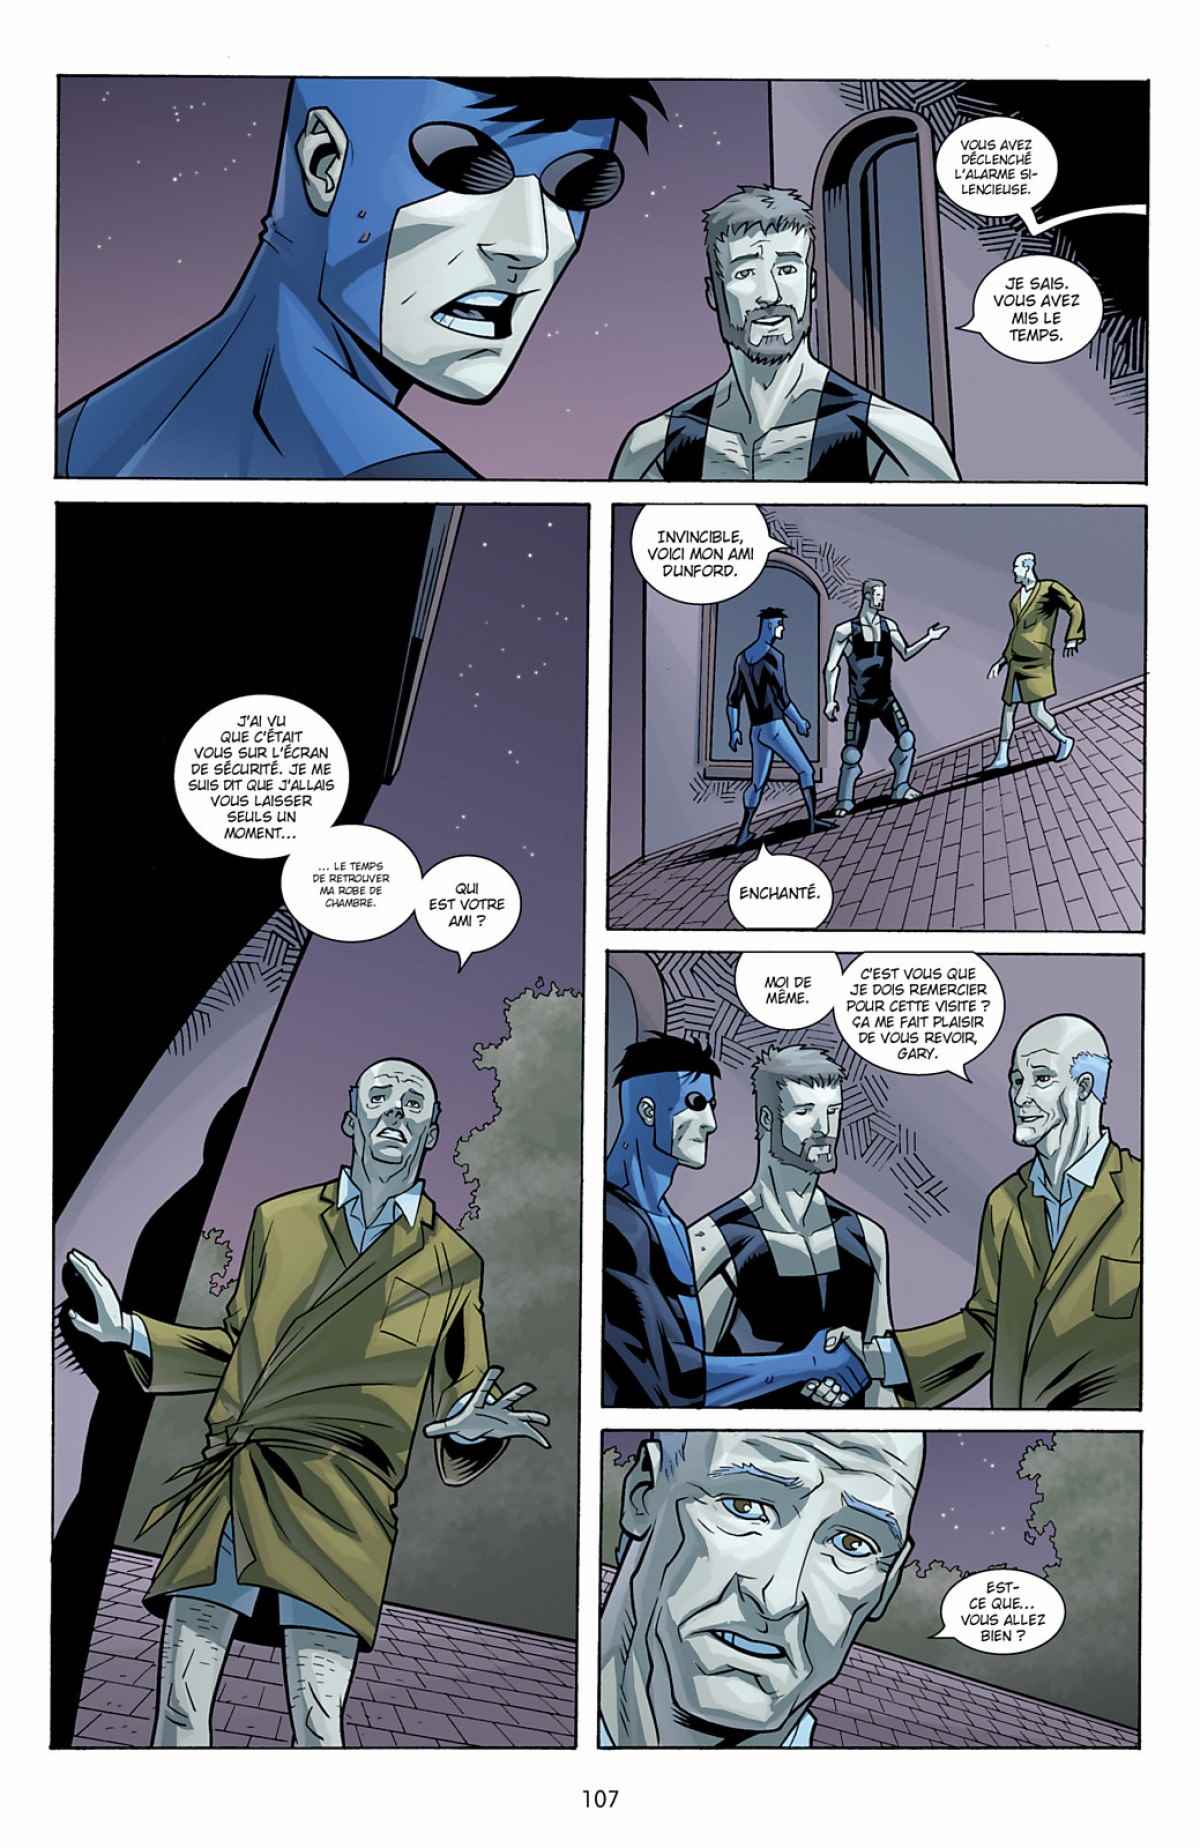 VOUS AVEZ
DÉCLENCHÉ
L'ALARME SI-
LENCIEUSE.
JE SAIS.
VOUS AVEZ
MIS LE
TEMPS.
J'AI VU
QUE C'ÉTAIT
VOUS SUR L'ÉCRAN
DE SÉCURITÉ. JE ME
SUIS DIT QUE J'ALLAIS
VOUS LAISSER
SEULS UN
MOMENT...
... LE TEMPS
DE RETROUVER
MA ROBE DE
CHAMBRE.
QUI
EST VOTRE
AMI ?
INVINCIBLE,
VOICI MON AMI
DUNFORD.
ENCHANTÉ.
MOI DE
MÊME.
C'EST VOUS QUE
JE DOIS REMERCIER
POUR CETTE VISITE ?
ÇA ME FAIT PLAISIR
DE VOUS REVOIR,
GARY.
EST-
CE QUE...
VOUS ALLEZ
BIEN ?
107